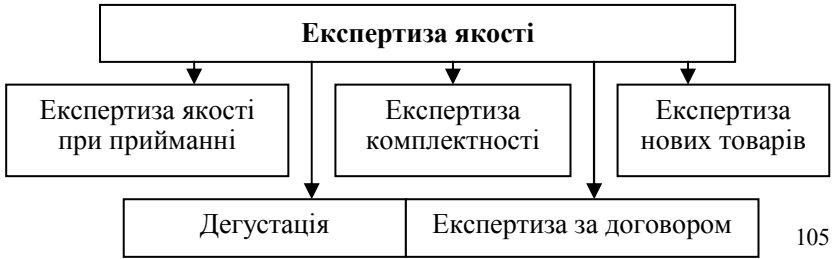 Експертиза якості
Експертиза якості
при прийманні
Експертиза
комплектності
Експертиза
нових товарів
Дегустація
Експертиза за договором
105